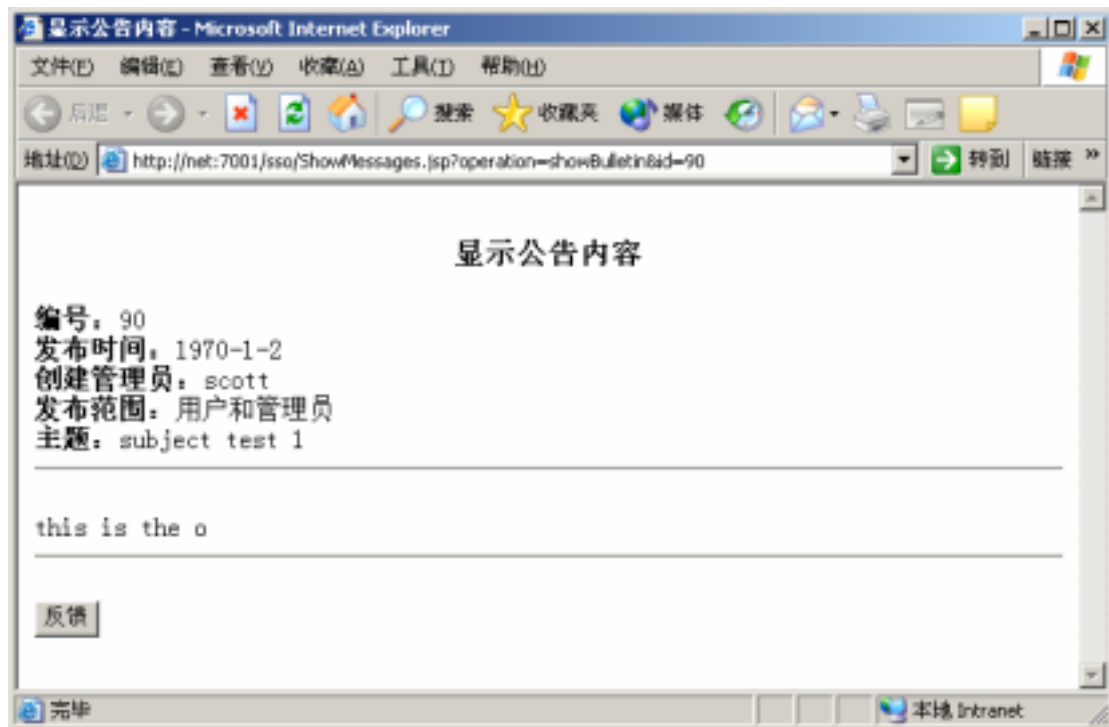 显示公告内容 - Microsoft Internet Explorer
文件(F) 编辑(E) 查看(V) 收藏(A) 工具(T) 帮助(H)
后退 搜索 收藏夹 媒体
地址(D) http://net:7001/sso/ShowMessages.jsp?operation=showBulletin&id=90 转到 链接 »
显示公告内容
编号：90
发布时间：1970-1-2
创建管理员：scott
发布范围：用户和管理员
主题：subject test 1
this is the o
反馈
完毕 本地 Intranet